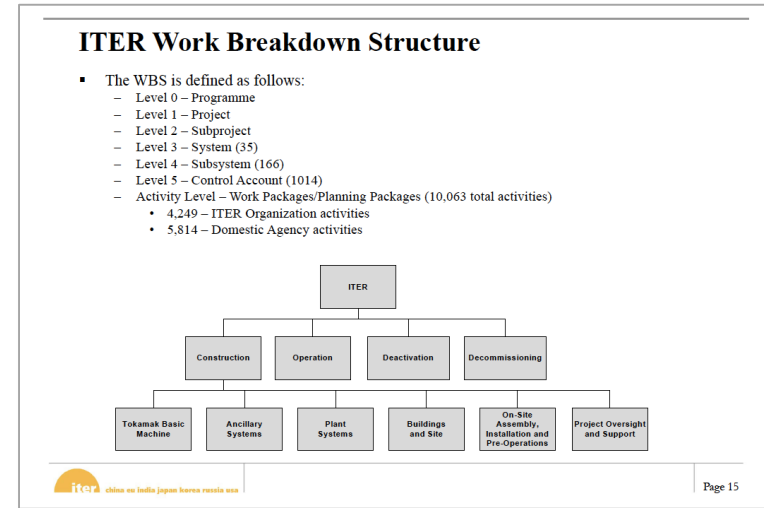 ITER Work Breakdown Structure
▪ The WBS is defined as follows:
– Level 0 – Programme
– Level 1 – Project
– Level 2 – Subproject
– Level 3 – System (35)
– Level 4 – Subsystem (166)
– Level 5 – Control Account (1014)
– Activity Level – Work Packages/Planning Packages (10,063 total activities)
• 4,249 – ITER Organization activities
• 5,814 – Domestic Agency activities
ITER
Construction
Operation
Deactivation
Decommissioning
Tokamak Basic
Machine
Ancillary
Systems
Plant
Systems
Buildings
and Site
On-Site
Assembly,
Installation and
Pre-Operations
Project Oversight
and Support
iter china eu india japan korea russia usa
Page 15